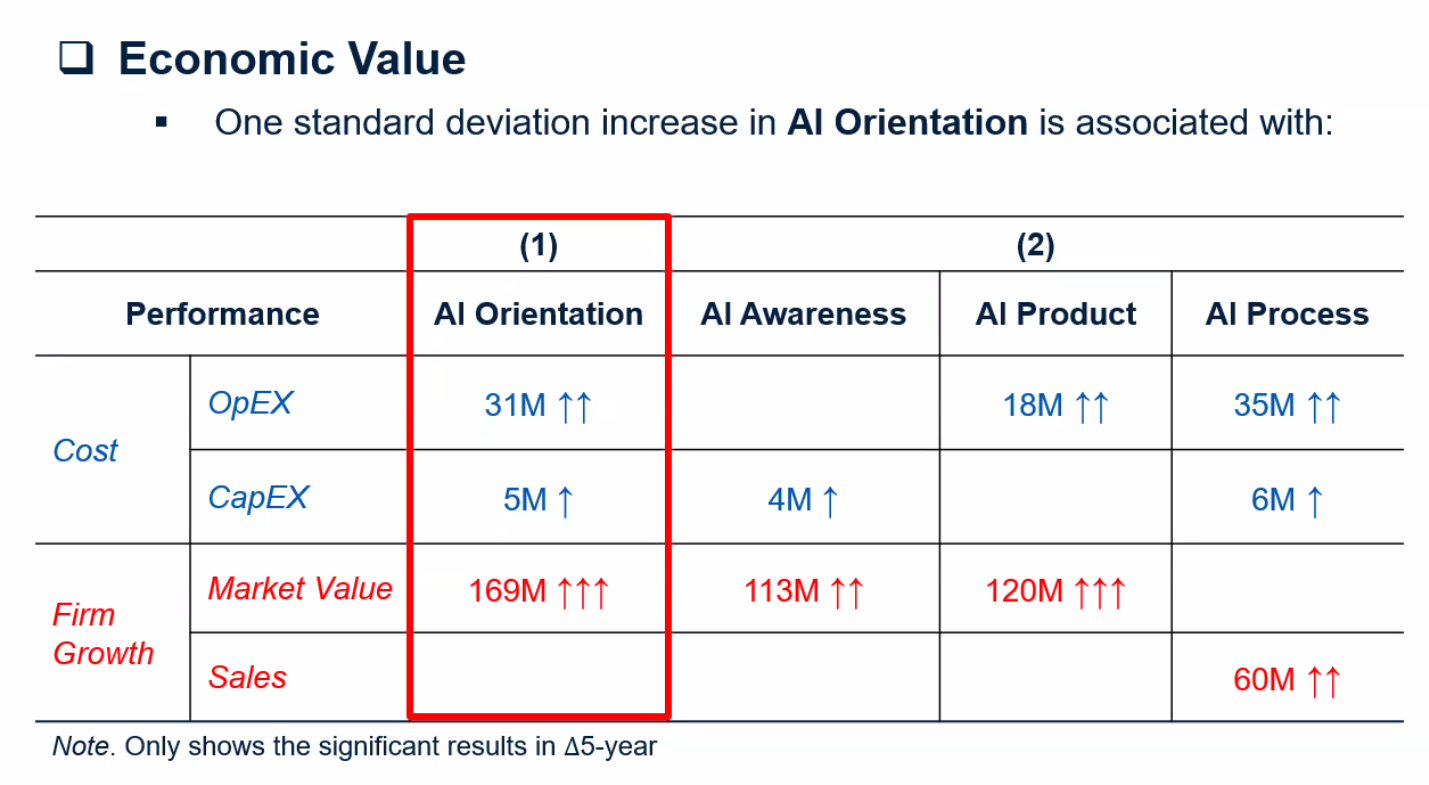 ❑ Economic Value
▪ One standard deviation increase in AI Orientation is associated with:
(1) (2)
Performance AI Orientation AI Awareness AI Product AI Process
Cost
OpEX 31M ↑↑ 18M ↑↑ 35M ↑↑
CapEX 5M ↑ 4M ↑ 6M ↑
Firm
Growth
Market Value 169M ↑↑↑ 113M ↑↑ 120M ↑↑↑
Sales 60M ↑↑
Note. Only shows the significant results in Δ5-year